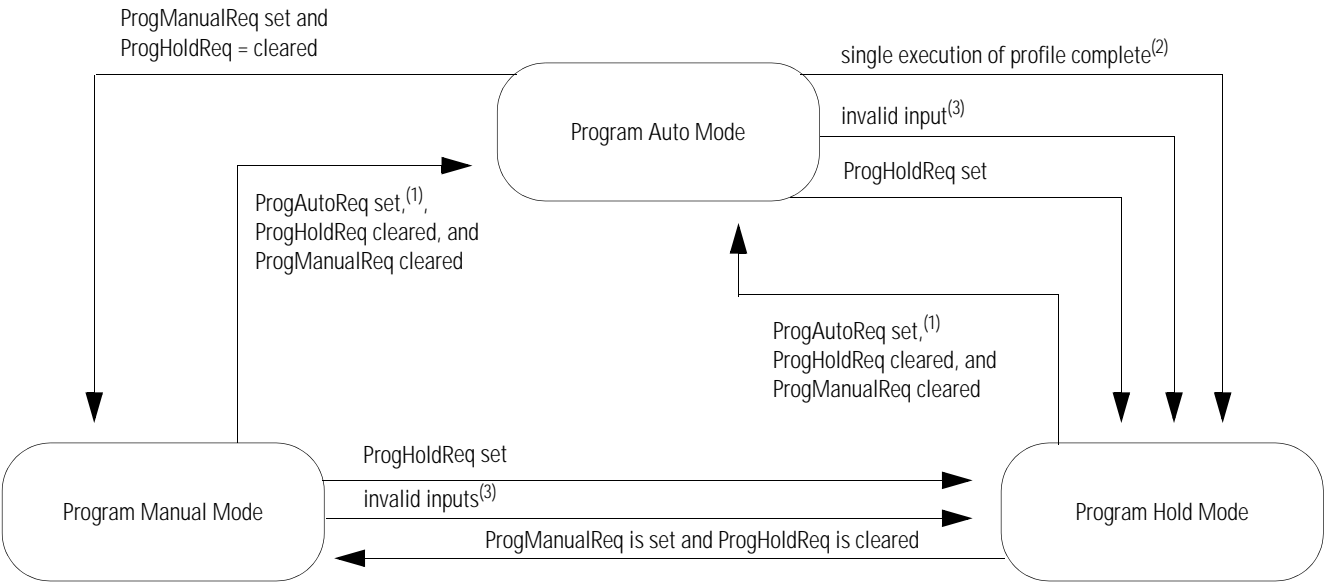 ProgManualReq set and
ProgHoldReq = cleared
single execution of profile complete(2)
Program Auto Mode
invalid input(3)
ProgHoldReq set
ProgAutoReq set,(1),
ProgHoldReq cleared, and
ProgManualReq cleared
ProgAutoReq set,(1)
ProgHoldReq cleared, and
ProgManualReq cleared
ProgHoldReq set
invalid inputs(3)
Program Manual Mode
Program Hold Mode
ProgManualReq is set and ProgHoldReq is cleared